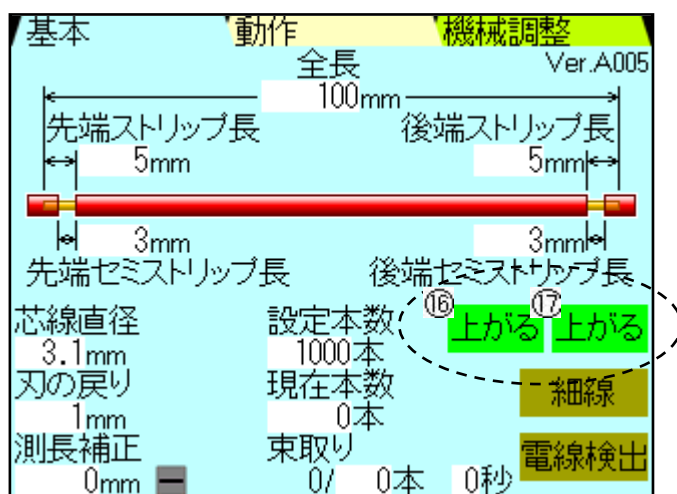 基本 動作 機械調整
全長 Ver.A005
100mm
先端ストリップ長 後端ストリップ長
5mm 5mm
3mm 3mm
先端セミストリップ長 後端セミストリップ長
芯線直径 設定本数 ⑯上がる ⑰上がる
3.1mm 1000本
刃の戻り 現在本数 細線
1mm 0本
測長補正 束取り 電線検出
0mm 0/ 0本 0秒